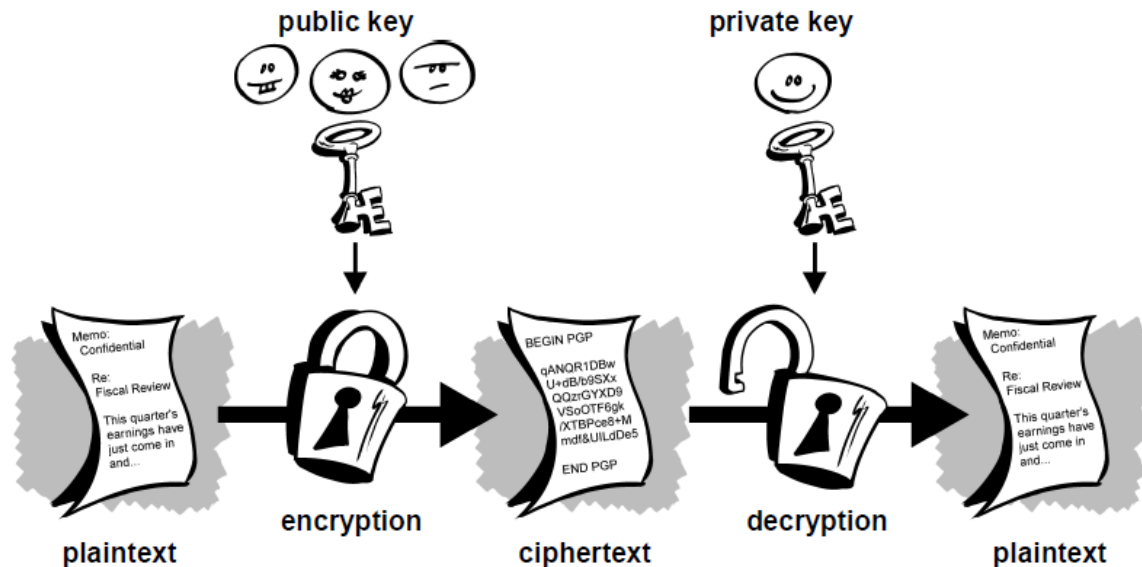 public key
private key
Memo:
Confidential
Re:
Fiscal Review
This quarter's
earnings have
just come in
and...
BEGIN PGP
qANQR1DBw
U+dB/b9SXx
QQzrGYXD9
VSoOTF6gk
/XTBPce8+M
mdf&UILdDe5
END PGP
Memo:
Confidential
Re:
Fiscal Review
This quarter's
earnings have
just come in
and...
encryption
decryption
plaintext
ciphertext
plaintext